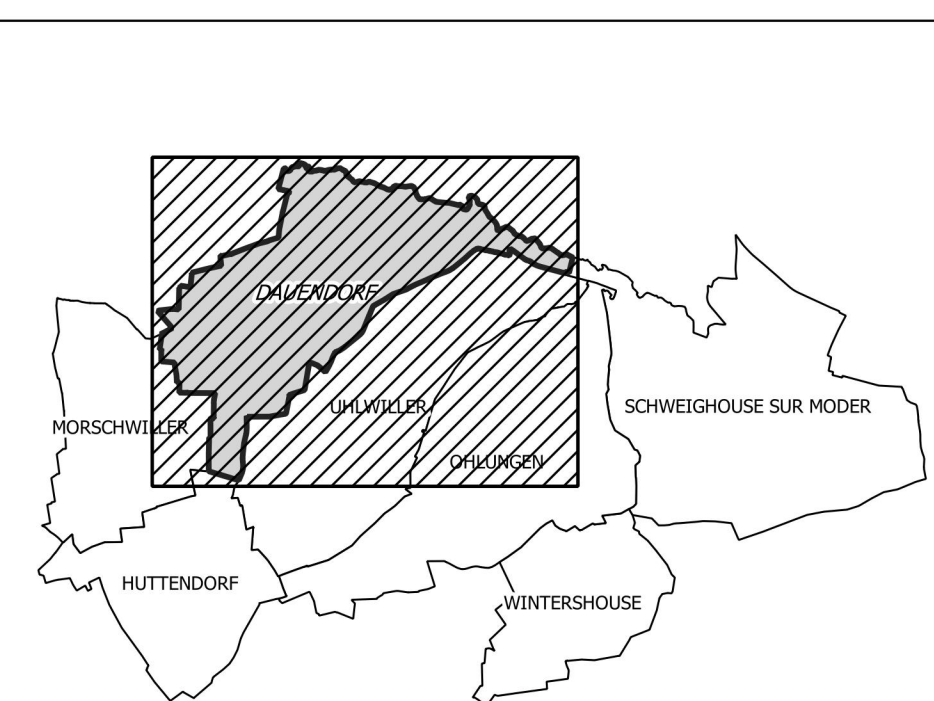 DAUENDORF
UHLWILLER
SCHWEIGHOUSE SUR MODER
MORSCHWILLER
OHLUNGEN
HUTTENDORF
WINTERSHOUSE